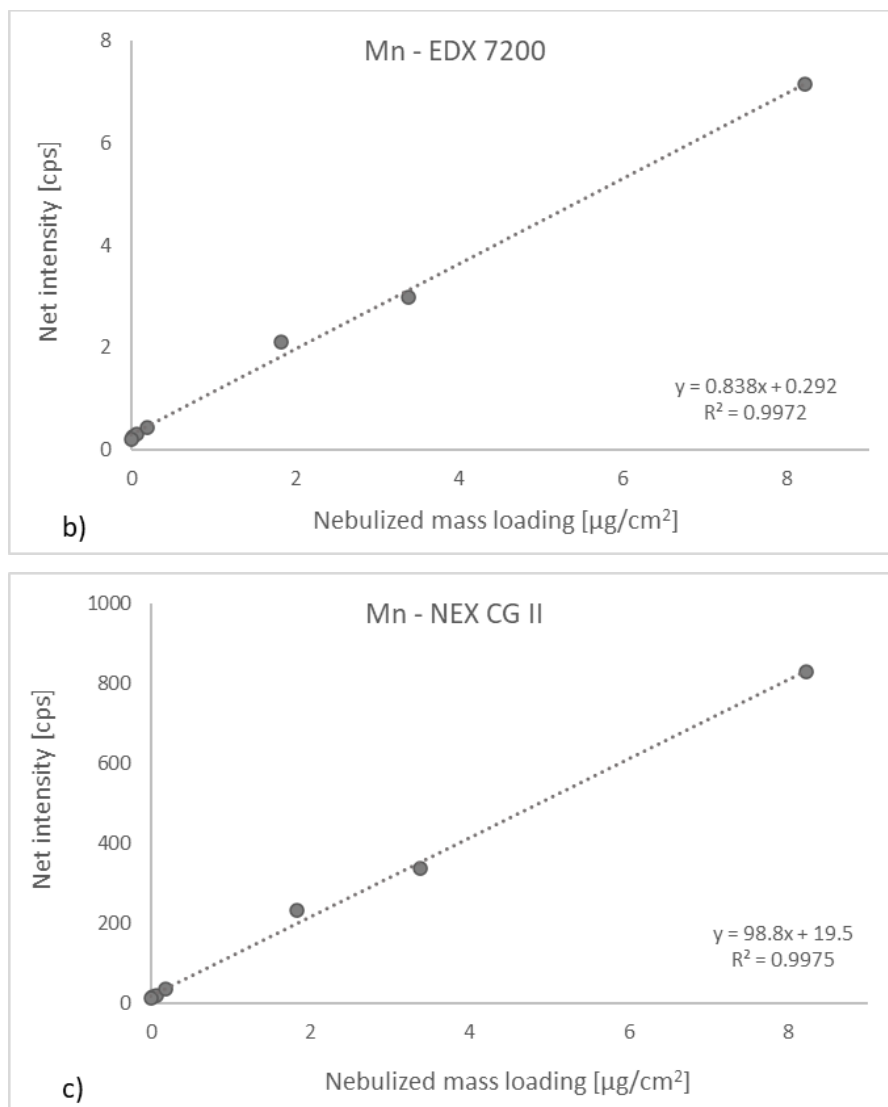 Mn - EDX 7200
8
6
4
2
0
Net intensity [cps]
y = 0.838x + 0.292
R² = 0.9972
0 2 4 6 8
Nebulized mass loading [µg/cm²]
b)
Mn - NEX CG II
1000
800
600
400
200
0
Net intensity [cps]
y = 98.8x + 19.5
R² = 0.9975
0 2 4 6 8
Nebulized mass loading [µg/cm²]
c)